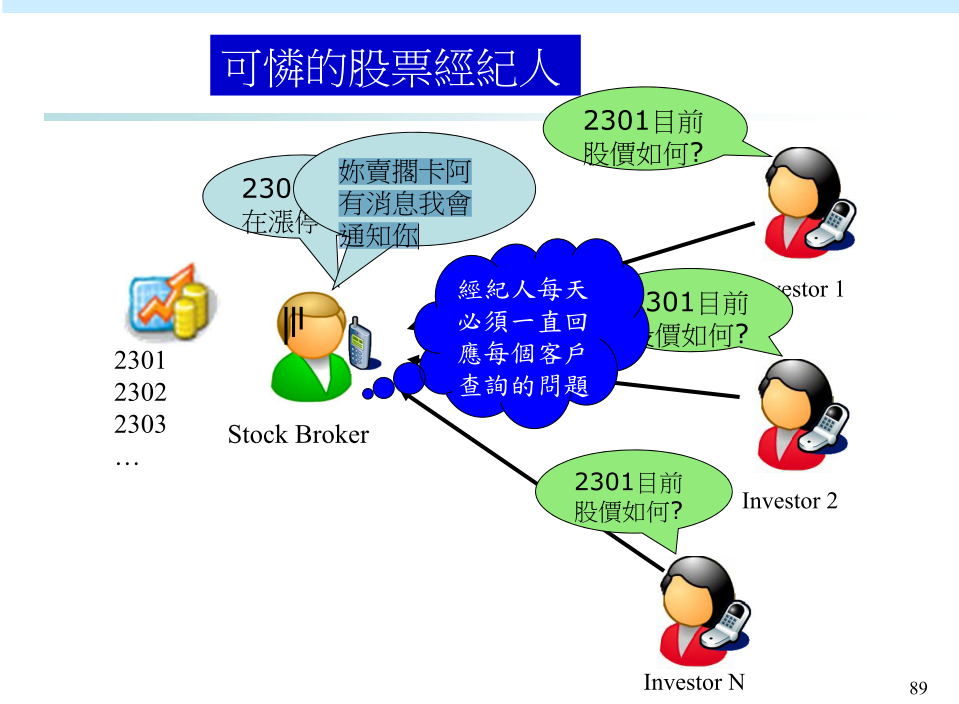 可憐的股票經紀人
2301目前
股價如何?
230
在漲停
妳賣擱卡阿
有消息我會
通知你
經紀人每天
必須一直回
應每個客戶
查詢的問題
vestor 1
301目前
價如何?
2301
2302
2303
…
Stock Broker
Investor 2
2301目前
股價如何?
Investor N
89